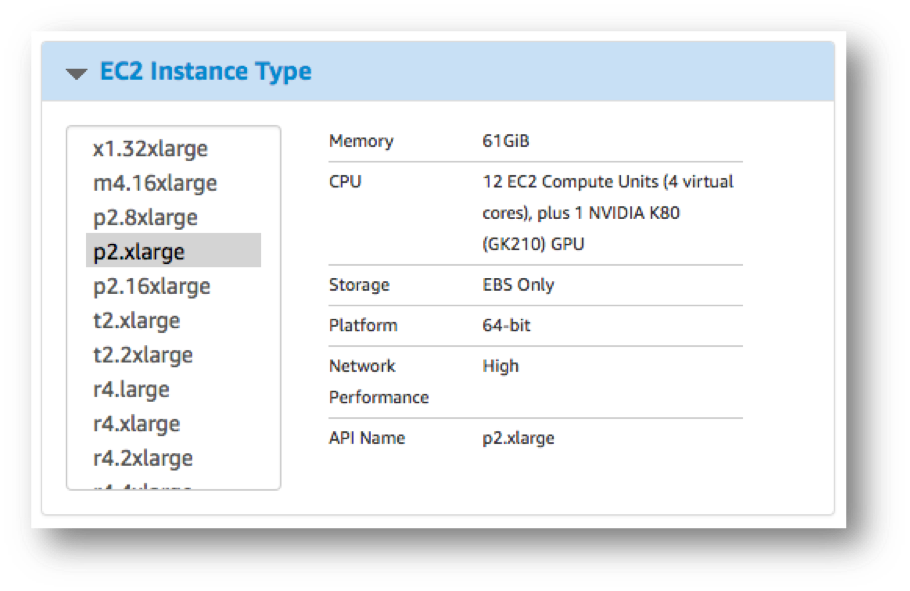 EC2 Instance Type
x1.32xlarge
m4.16xlarge
p2.8xlarge
p2.xlarge
p2.16xlarge
t2.xlarge
t2.2xlarge
r4.large
r4.xlarge
r4.2xlarge
Memory 61GiB
CPU 12 EC2 Compute Units (4 virtual
cores), plus 1 NVIDIA K80
(GK210) GPU
Storage EBS Only
Platform 64-bit
Network High
Performance
API Name p2.xlarge